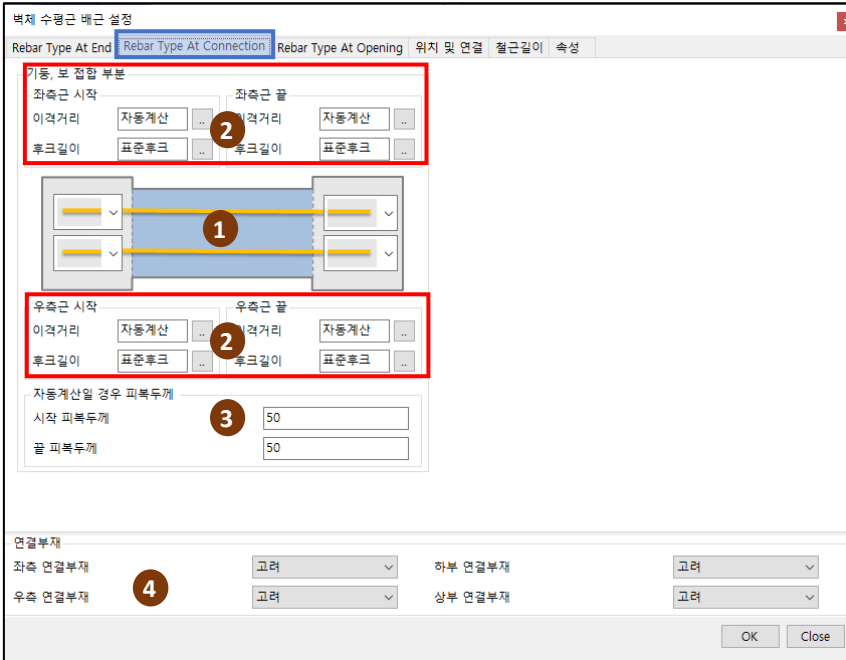 벽체 수평근 배근 설정
Rebar Type At End Rebar Type At Connection Rebar Type At Opening 위치 및 연결 철근길이 속성
기둥, 보 접합 부분
좌측근 시작 좌측근 끝
이격거리 자동계산 .. 2 이격거리 자동계산 ..
후크길이 표준후크 .. 후크길이 표준후크 ..
1
우측근 시작 우측근 끝
이격거리 자동계산 .. 2 이격거리 자동계산 ..
후크길이 표준후크 .. 후크길이 표준후크 ..
자동계산일 경우 피복두께
시작 피복두께 3 50
끝 피복두께 50
연결부재
좌측 연결부재 고려 하부 연결부재 고려
4
우측 연결부재 고려 상부 연결부재 고려
OK Close